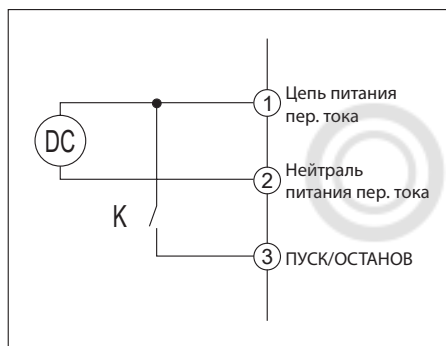 1 Цепь питания
пер. тока
DC
2 Нейтраль
питания пер. тока
K
3 ПУСК/ОСТАНОВ